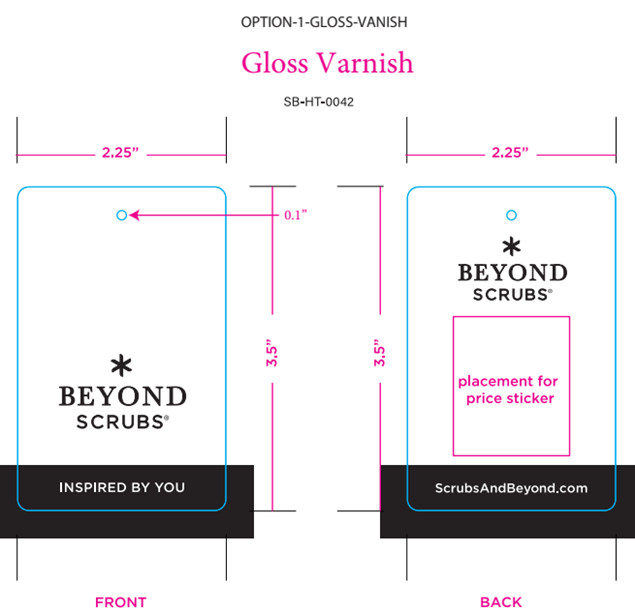 OPTION-1-GLOSS-VANISH
Gloss Varnish
SB-HT-0042
2.25”
0.1”
3.5”
*
BEYOND
SCRUBS®
INSPIRED BY YOU
FRONT
2.25”
3.5”
*
BEYOND
SCRUBS®
placement for
price sticker
ScrubsAndBeyond.com
BACK